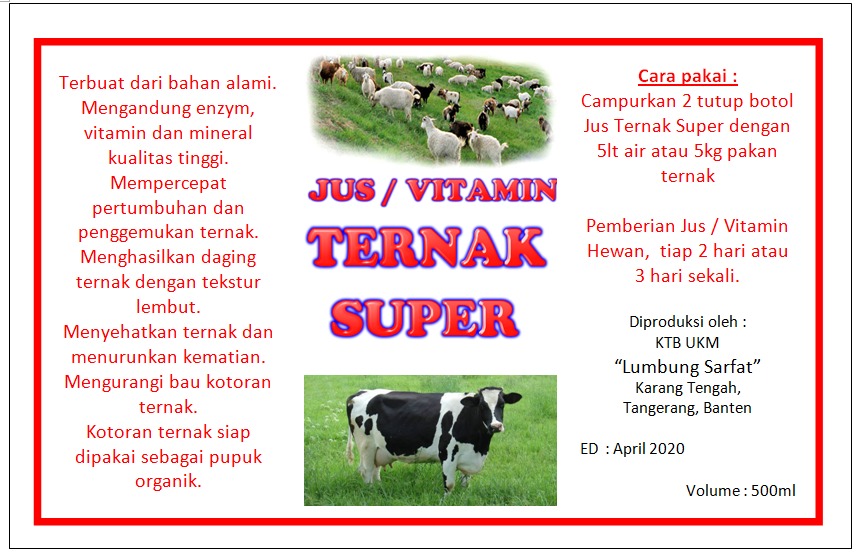 Terbuat dari bahan alami.
Mengandung enzym,
vitamin dan mineral
kualitas tinggi.
Mempercepat
pertumbuhan dan
penggemukan ternak.
Menghasilkan daging
ternak dengan tekstur
lembut.
Menyehatkan ternak dan
menurunkan kematian.
Mengurangi bau kotoran
ternak.
Kotoran ternak siap
dipakai sebagai pupuk
organik.
JUS / VITAMIN
TERNAK
SUPER
Cara pakai :
Campurkan 2 tutup botol
Jus Ternak Super dengan
5lt air atau 5kg pakan
ternak
Pemberian Jus / Vitamin
Hewan,  tiap 2 hari atau
3 hari sekali.
Diproduksi oleh :
KTB UKM
“Lumbung Sarfat”
Karang Tengah,
Tangerang, Banten
ED  : April 2020
Volume : 500ml